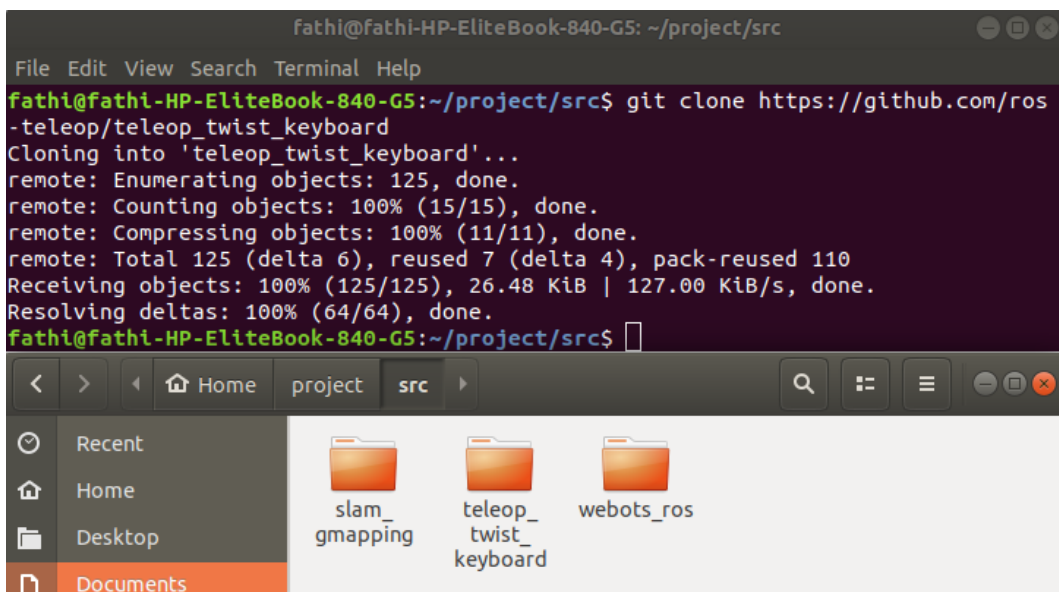 fathi@fathi-HP-EliteBook-840-G5: ~/project/src
File Edit View Search Terminal Help
fathi@fathi-HP-EliteBook-840-G5:~/project/src$ git clone https://github.com/ros
-teleop/teleop_twist_keyboard
Cloning into 'teleop_twist_keyboard'...
remote: Enumerating objects: 125, done.
remote: Counting objects: 100% (15/15), done.
remote: Compressing objects: 100% (11/11), done.
remote: Total 125 (delta 6), reused 7 (delta 4), pack-reused 110
Receiving objects: 100% (125/125), 26.48 KiB | 127.00 KiB/s, done.
Resolving deltas: 100% (64/64), done.
fathi@fathi-HP-EliteBook-840-G5:~/project/src$
Home project src
Recent
Home
Desktop
Documents
slam_
gmapping
teleop_
twist_
keyboard
webots_ros